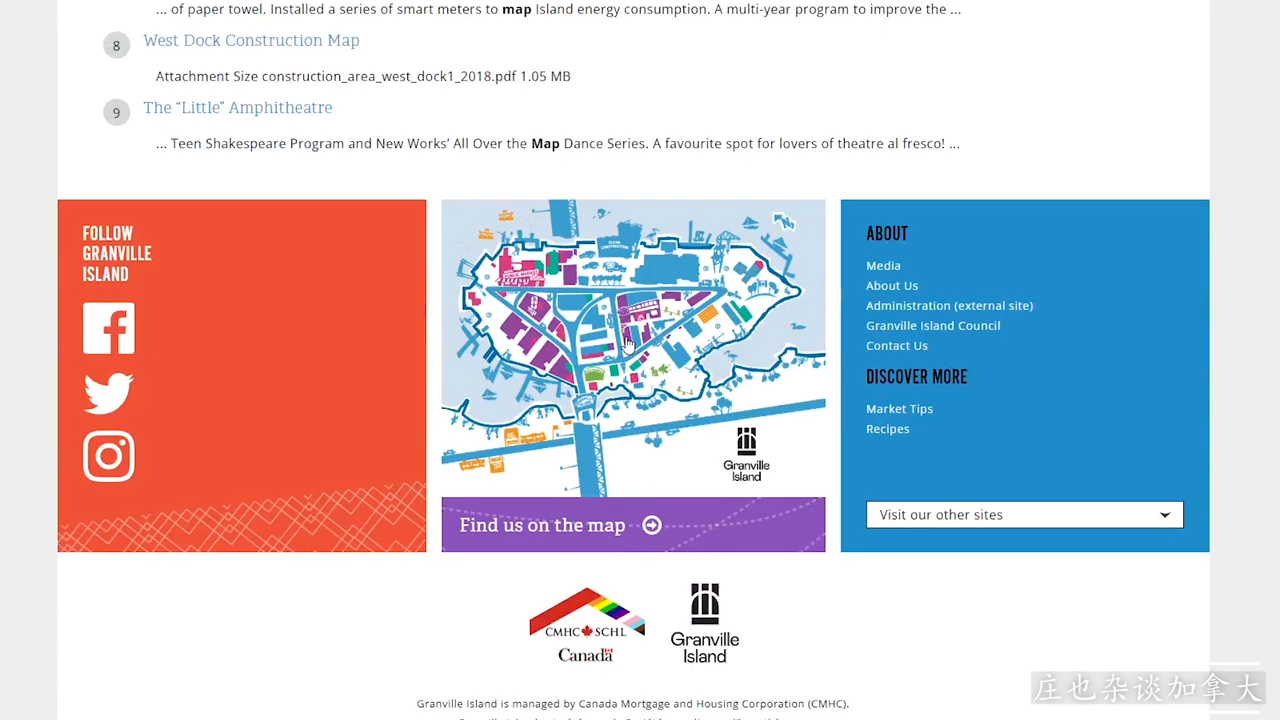 ... of paper towel. Installed a series of smart meters to map Island energy consumption. A multi-year program to improve the ...
8
West Dock Construction Map
Attachment Size construction_area_west_dock1_2018.pdf 1.05 MB
9
The “Little” Amphitheatre
... Teen Shakespeare Program and New Works’ All Over the Map Dance Series. A favourite spot for lovers of theatre al fresco! ...
FOLLOW
GRANVILLE
ISLAND
Granville
Island
Find us on the map
ABOUT
Media
About Us
Administration (external site)
Granville Island Council
Contact Us
DISCOVER MORE
Market Tips
Recipes
Visit our other sites
CMHC SCHL
Canada
Granville
Island
Granville Island is managed by Canada Mortgage and Housing Corporation (CMHC).
庄也杂谈加拿大